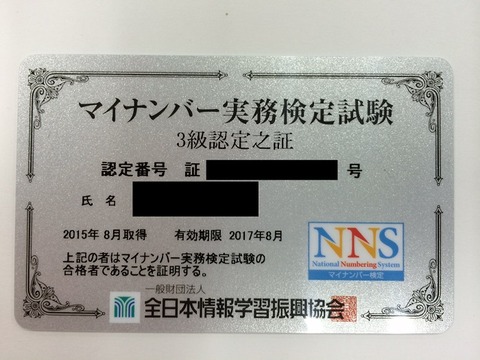 マイナンバー実務検定試験
3級認定之証
認定番号 証 号
氏名
2015年 8月取得 有効期限 2017年8月
上記の者はマイナンバー実務検定試験の
合格者であることを証明する。
NNS
National Numbering System
マイナンバー検定
一般財団法人
全日本情報学習振興協会